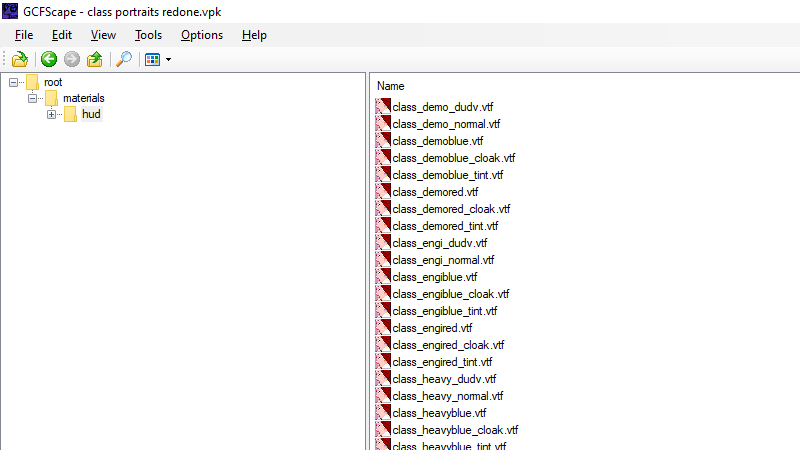 GCFScape - class portraits redone.vpk
File Edit View Tools Options Help
root
materials
hud
Name
class_demo_dudv.vtf
class_demo_normal.vtf
class_demoblue.vtf
class_demoblue_cloak.vtf
class_demoblue_tint.vtf
class_demored.vtf
class_demored_cloak.vtf
class_demored_tint.vtf
class_engi_dudv.vtf
class_engi_normal.vtf
class_engiblue.vtf
class_engiblue_cloak.vtf
class_engiblue_tint.vtf
class_engired.vtf
class_engired_cloak.vtf
class_engired_tint.vtf
class_heavy_dudv.vtf
class_heavy_normal.vtf
class_heavyblue.vtf
class_heavyblue_cloak.vtf
class_heavyblue_tint.vtf